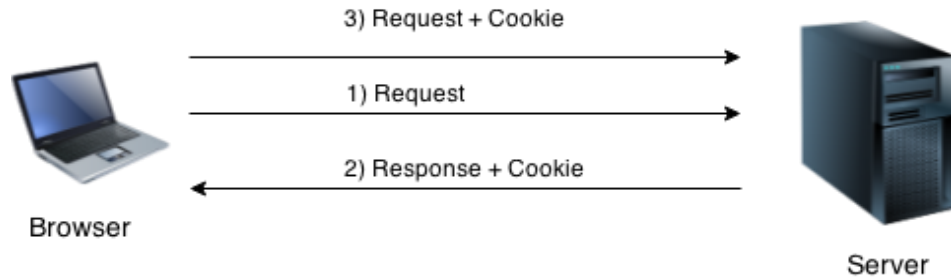 3) Request + Cookie
1) Request
2) Response + Cookie
Browser
Server